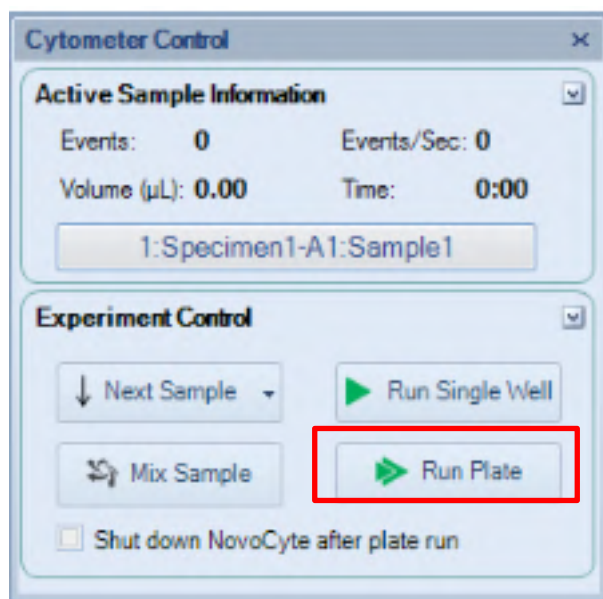 Cytometer Control
Active Sample Information
Events: 0 Events/Sec: 0
Volume (µL): 0.00 Time: 0:00
1:Specimen1-A1:Sample1
Experiment Control
Next Sample Run Single Well
Mix Sample Run Plate
Shut down NovoCyte after plate run